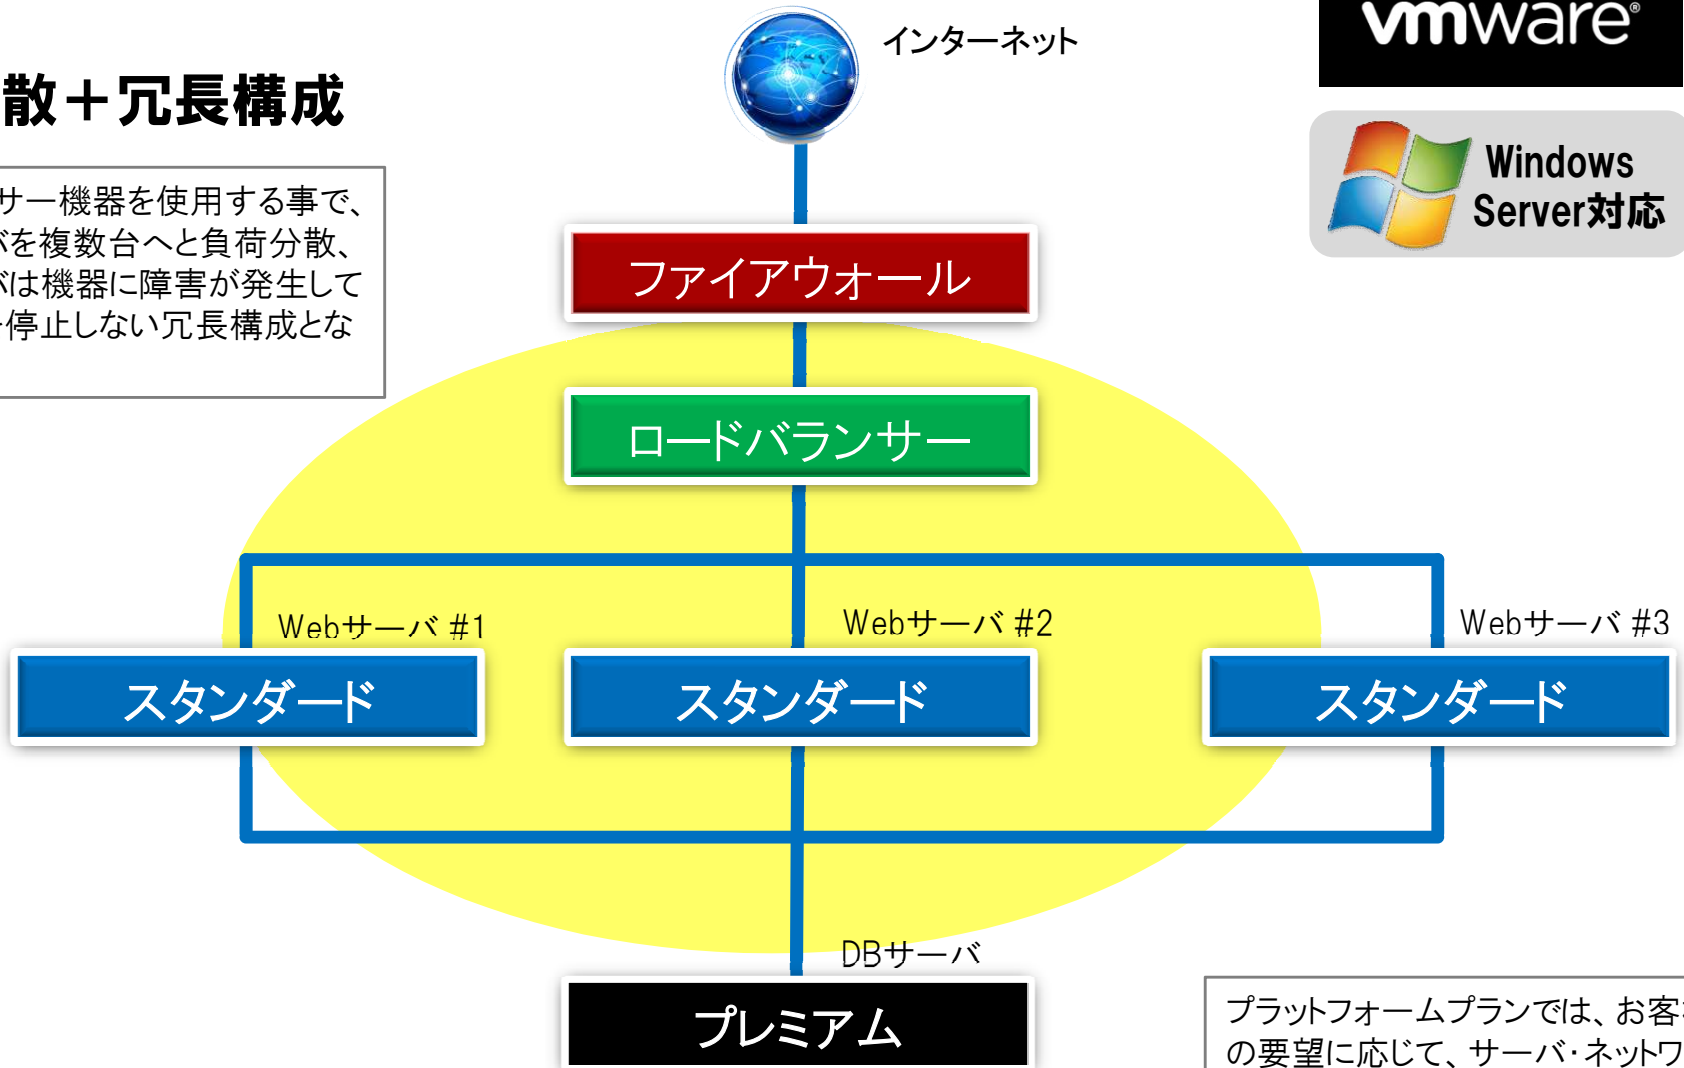 インターネット
vmware®
散＋冗長構成
Windows
Server対応
サー機器を使用する事で、
バを複数台へと負荷分散、
バは機器に障害が発生して
停止しない冗長構成とな
ファイアウォール
ロードバランサー
Webサーバ #1
Webサーバ #2
Webサーバ #3
スタンダード
スタンダード
スタンダード
DBサーバ
プレミアム
プラットフォームプランでは、お客
の要望に応じて、サーバ・ネットワ